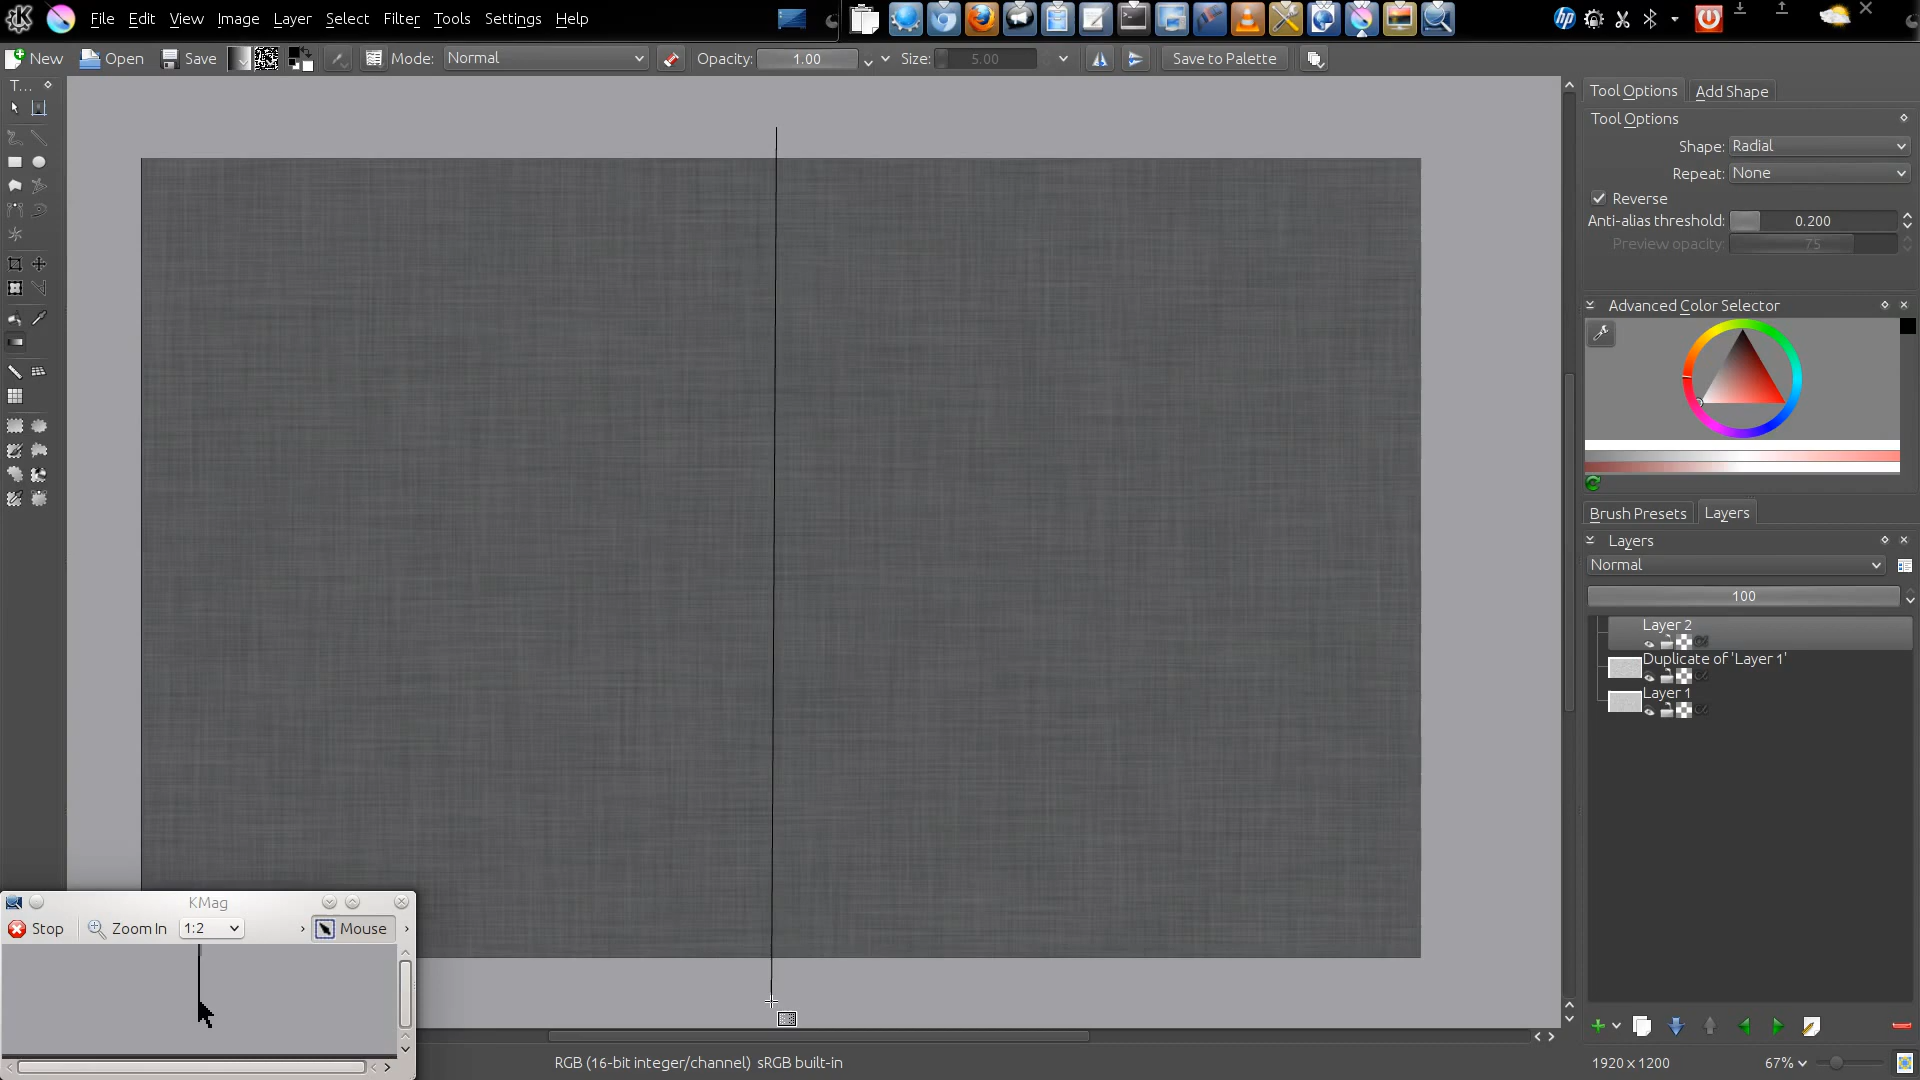 File Edit View Image Layer Select Filter Tools Settings Help
New Open Save Mode: Normal Opacity: 1.00 Size: 5.00 Save to Palette
T...
Tool Options Add Shape
Tool Options
Shape: Radial
Repeat: None
Reverse
Anti-alias threshold: 0.200
Preview opacity: 75
Advanced Color Selector
Brush Presets Layers
Layers
Normal
100
Layer 2
Duplicate of 'Layer 1'
Layer 1
KMag
Stop Zoom In 1:2 Mouse
RGB (16-bit integer/channel) sRGB built-in
1920 x 1200
67%